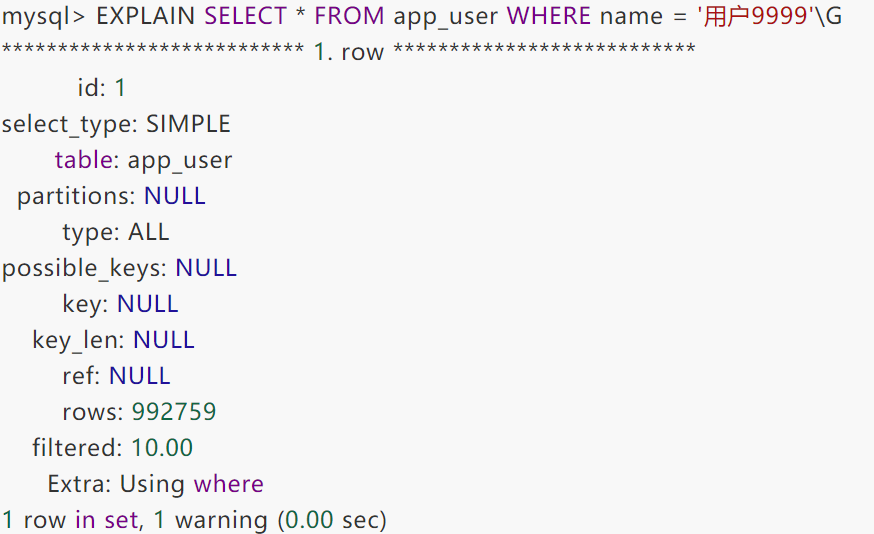 mysql> EXPLAIN SELECT * FROM app_user WHERE name = '用户9999'\G
*************************** 1. row ***************************
id: 1
select_type: SIMPLE
table: app_user
partitions: NULL
type: ALL
possible_keys: NULL
key: NULL
key_len: NULL
ref: NULL
rows: 992759
filtered: 10.00
Extra: Using where
1 row in set, 1 warning (0.00 sec)